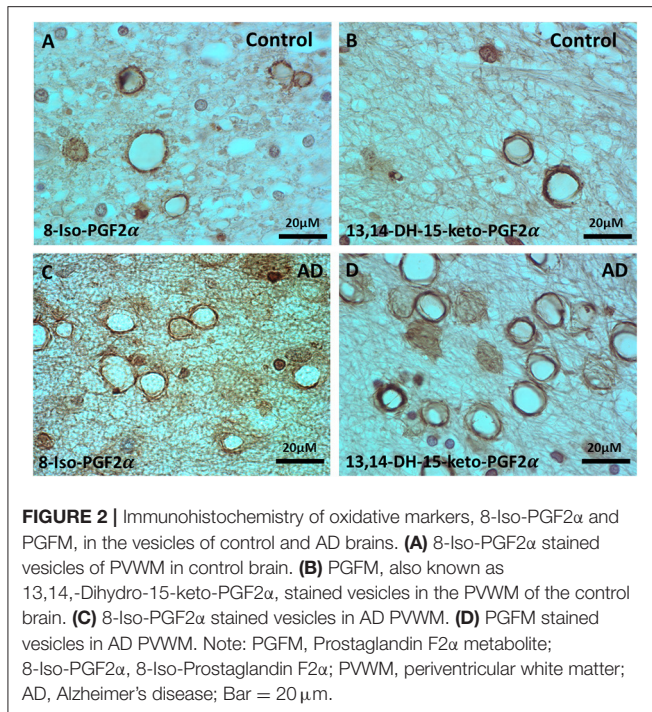 A
Control
8-Iso-PGF2α
20μM
B
Control
13,14-DH-15-keto-PGF2α
20μM
C
AD
8-Iso-PGF2α
20μM
D
AD
13,14-DH-15-keto-PGF2α
20μM
FIGURE 2 | Immunohistochemistry of oxidative markers, 8-Iso-PGF2α and
PGFM, in the vesicles of control and AD brains. (A) 8-Iso-PGF2α stained
vesicles of PVWM in control brain. (B) PGFM, also known as
13,14,-Dihydro-15-keto-PGF2α, stained vesicles in the PVWM of the control
brain. (C) 8-Iso-PGF2α stained vesicles in AD PVWM. (D) PGFM stained
vesicles in AD PVWM. Note: PGFM, Prostaglandin F2α metabolite;
8-Iso-PGF2α, 8-Iso-Prostaglandin F2α; PVWM, periventricular white matter;
AD, Alzheimer's disease; Bar = 20 μm.